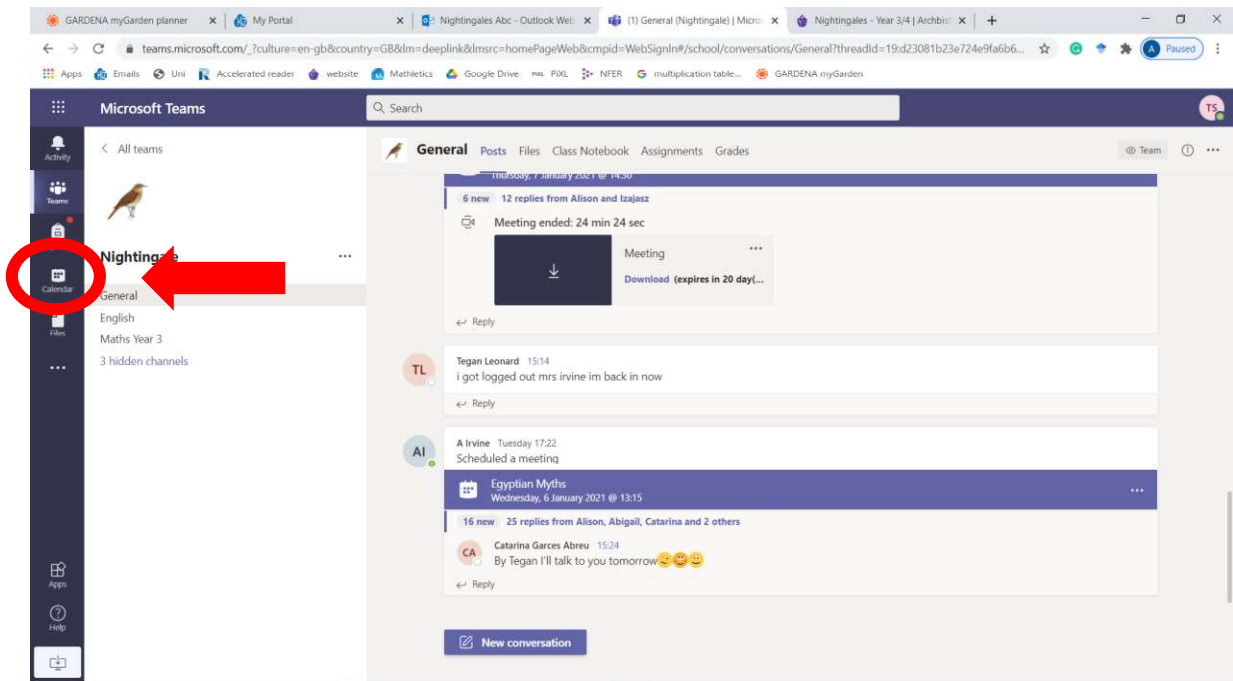 GARDENA myGarden planner
My Portal
Nightingales Abc - Outlook Web
(1) General (Nightingale) | Micro
Nightingales - Year 3/4 | Archbis
teams.microsoft.com/_?culture=en-gb&country=GB&lm=deeplink&lmsrc=homePageWeb&cmpid=WebSignIn#/school/conversations/General?threadId=19:d23081b23e724e9fa6b6...
A Paused
Apps Emails Uni Accelerated reader website Mathletics Google Drive PIXL PiXL NFER multiplication table... GARDENA myGarden
Microsoft Teams
Search
TS
Activity
Teams
Calendar
Files
Apps
Help
All teams
Nightingale
General
English
Maths Year 3
3 hidden channels
General Posts Files Class Notebook Assignments Grades
Team
Thursday, 7 January 2021 @ 14:30
6 new 12 replies from Alison and Izajasz
Meeting ended: 24 min 24 sec
Meeting
Download (expires in 20 day(...
Reply
TL
Tegan Leonard 15:14
i got logged out mrs irvine im back in now
Reply
AI
A Irvine Tuesday 17:22
Scheduled a meeting
Egyptian Myths
Wednesday, 6 January 2021 @ 13:15
16 new 25 replies from Alison, Abigail, Catarina and 2 others
CA
Catarina Garces Abreu 15:24
By Tegan I'll talk to you tomorrow
Reply
New conversation